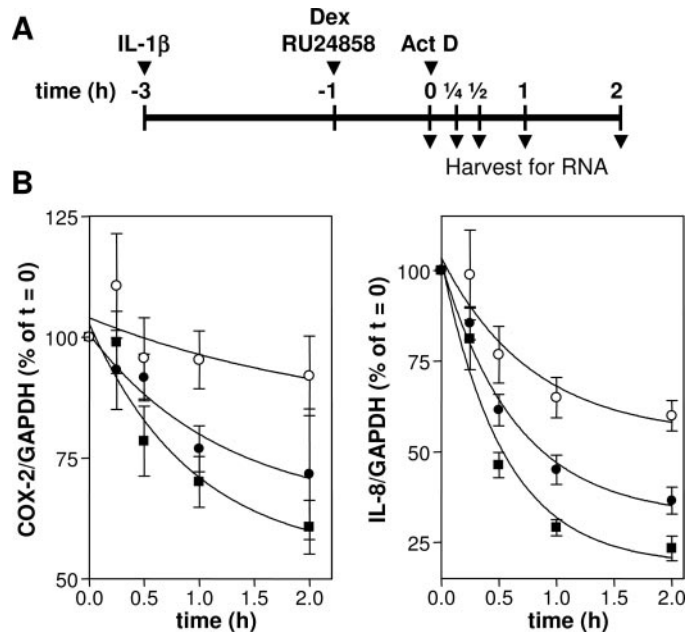 A
Dex
IL-1β RU24858 Act D
time (h) -3 -1 0 ¼ ½ 1 2
Harvest for RNA
B
COX-2/GAPDH (% of t = 0)
125
100
75
50
0.0 0.5 1.0 1.5 2.0
time (h)
IL-8/GAPDH (% of t = 0)
100
75
50
25
0.0 0.5 1.0 1.5 2.0
time (h)